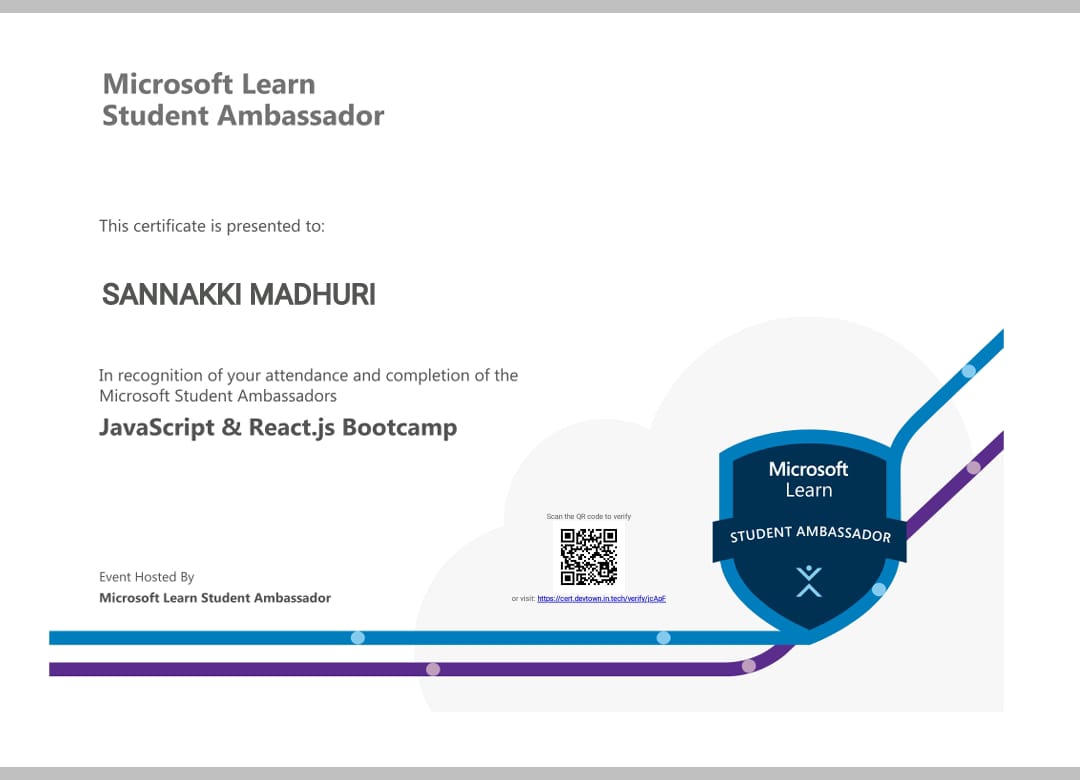 Microsoft Learn
Student Ambassador
This certificate is presented to:
SANNAKKI MADHURI
In recognition of your attendance and completion of the
Microsoft Student Ambassadors
JavaScript & React.js Bootcamp
Microsoft
Learn
STUDENT AMBASSADOR
Scan the QR code to verify
or visit: https://cert.devtown.in.tech/verify/jcApF
Event Hosted By
Microsoft Learn Student Ambassador